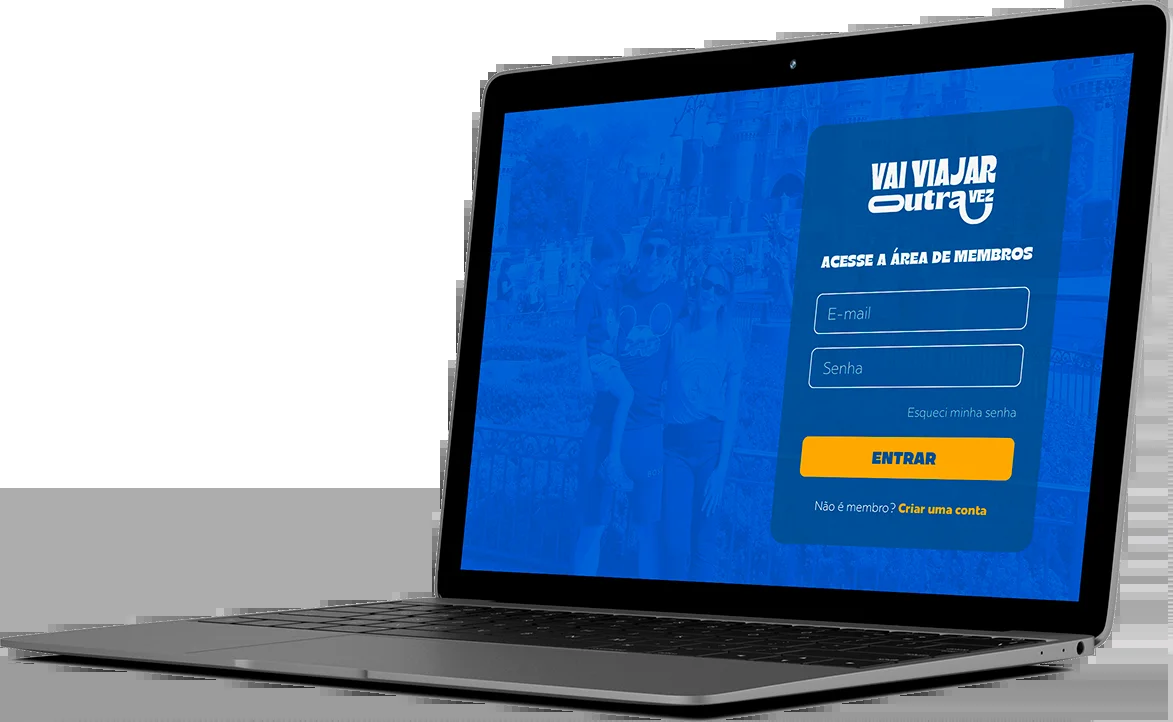 VAI VIAJAR
outra VEZ
ACESSE A ÁREA DE MEMBROS
E-mail
Senha
Esqueci minha senha
ENTRAR
Não é membro? Criar uma conta